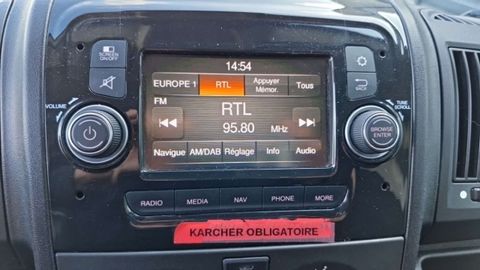 14:54
SCREEN ON/OFF
EUROPE 1 RTL Appuyer Mémor. Tous
BACK
VOLUME
FM
RTL
TUNE SCROLL
95.80 MHz
BROWSE ENTER
Navigue AM/DAB Réglage Info Audio
RADIO MEDIA NAV PHONE MORE
KARCHER OBLIGATOIRE